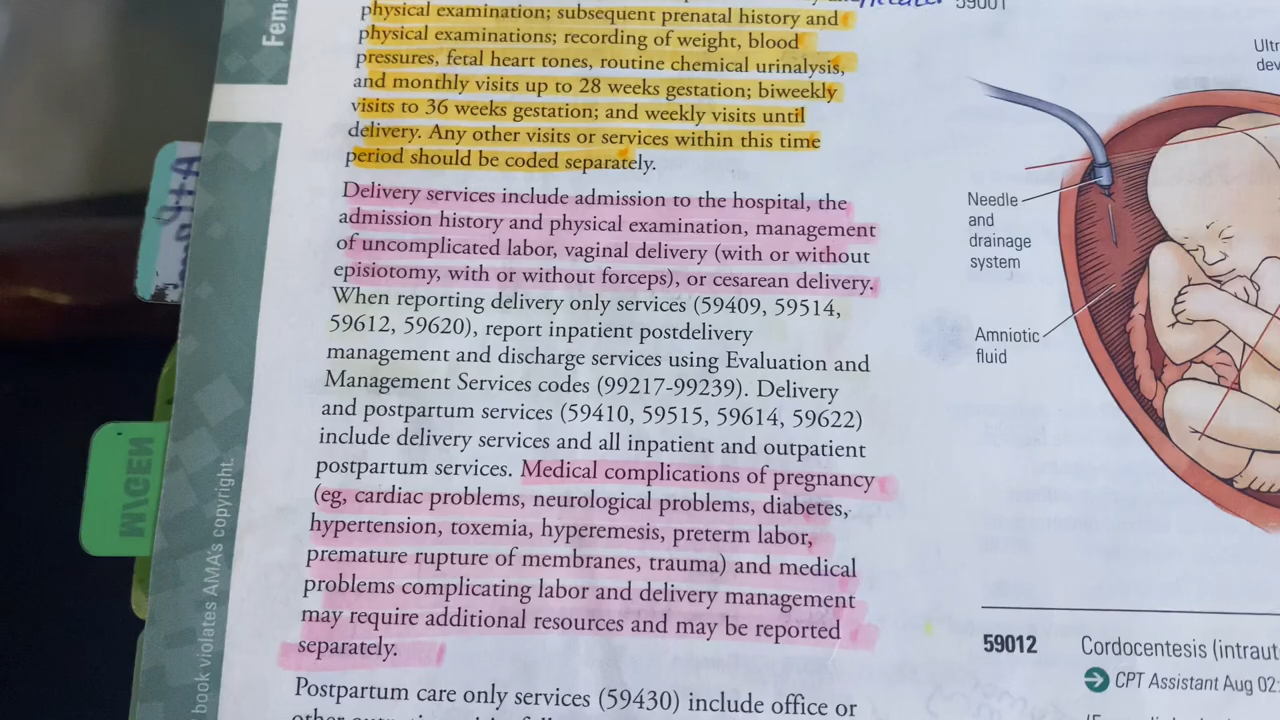 physical examination; subsequent prenatal history and
physical examinations; recording of weight, blood
pressures, fetal heart tones, routine chemical urinalysis,
and monthly visits up to 28 weeks gestation; biweekly
visits to 36 weeks gestation; and weekly visits until
delivery. Any other visits or services within this time
period should be coded separately.
Delivery services include admission to the hospital, the
admission history and physical examination, management
of uncomplicated labor, vaginal delivery (with or without
episiotomy, with or without forceps), or cesarean delivery.
When reporting delivery only services (59409, 59514,
59612, 59620), report inpatient postdelivery
management and discharge services using Evaluation and
Management Services codes (99217-99239). Delivery
and postpartum services (59410, 59515, 59614, 59622)
include delivery services and all inpatient and outpatient
postpartum services. Medical complications of pregnancy
(eg, cardiac problems, neurological problems, diabetes,
hypertension, toxemia, hyperemesis, preterm labor,
premature rupture of membranes, trauma) and medical
problems complicating labor and delivery management
may require additional resources and may be reported
separately.
Postpartum care only services (59430) include office or
Fema
book violates AMA's copyright.
59001
Ultr
dev
Needle
and
drainage
system
Amniotic
fluid
59012 Cordocentesis (intraut
CPT Assistant Aug 02: